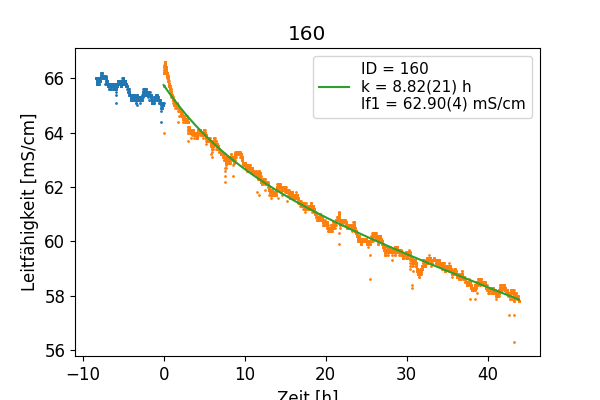 160
ID = 160
k = 8.82(21) h
lf1 = 62.90(4) mS/cm
Leitfähigkeit [mS/cm]
66
64
62
60
58
56
−10
0
10
20
30
40
Zeit [h]